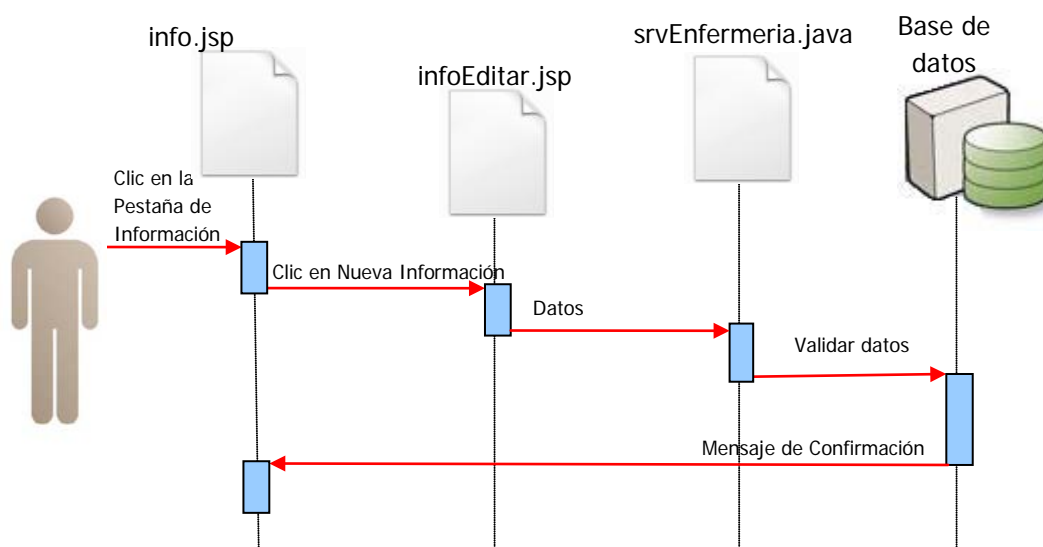 info.jsp
infoEditar.jsp
srvEnfermeria.java
Base de
datos
Clic en la
Pestaña de
Información
Clic en Nueva Información
Datos
Validar datos
Mensaje de Confirmación